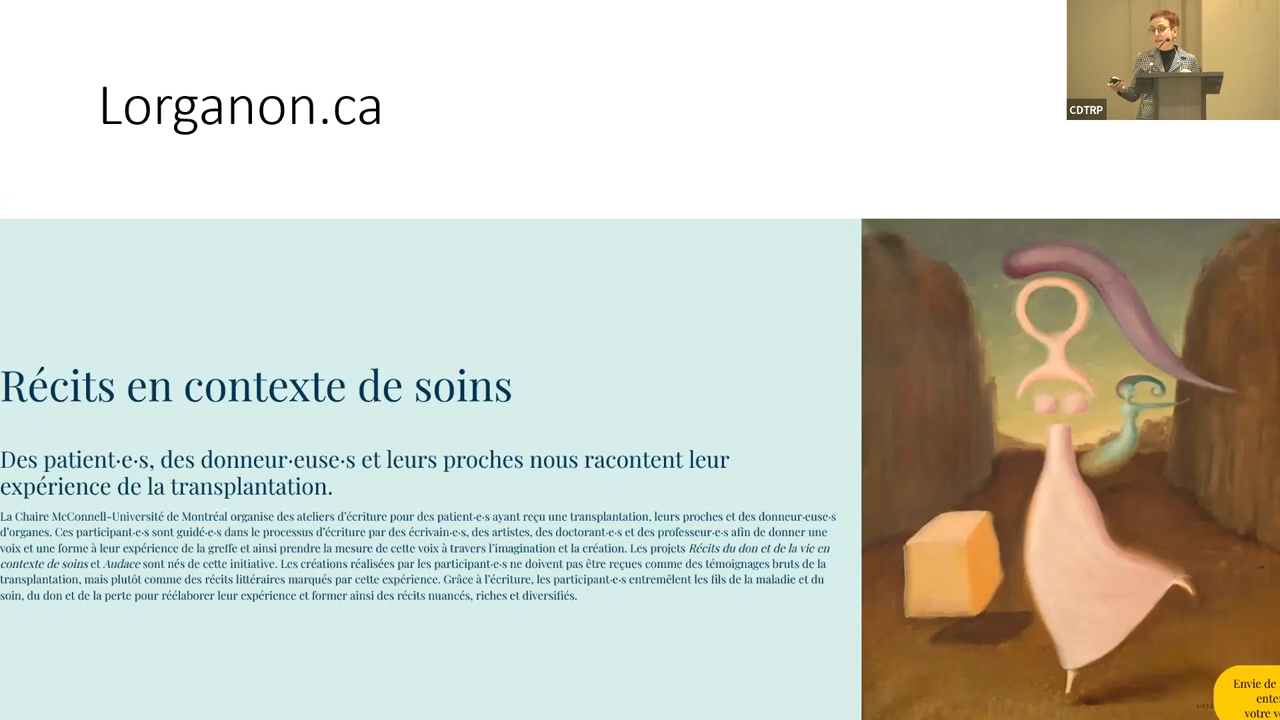 Lorganon.ca
CDTRP
Récits en contexte de soins
Des patient·e·s, des donneur·euse·s et leurs proches nous racontent leur
expérience de la transplantation.
La Chaire McConnell-Université de Montréal organise des ateliers d'écriture pour des patient·e·s ayant reçu une transplantation, leurs proches et des donneur·euse·s
d'organes. Ces participant·e·s sont guidé·e·s dans le processus d'écriture par des écrivain·e·s, des artistes, des doctorant·e·s et des professeur·e·s afin de donner une
voix et une forme à leur expérience de la greffe et ainsi prendre la mesure de cette voix à travers l'imagination et la création. Les projets Récits du don et de la vie en
contexte de soins et Audace sont nés de cette initiative. Les créations réalisées par les participant·e·s ne doivent pas être reçues comme des témoignages bruts de la
transplantation, mais plutôt comme des récits littéraires marqués par cette expérience. Grâce à l'écriture, les participant·e·s entremêlent les fils de la maladie et du
soin, du don et de la perte pour réélaborer leur expérience et former ainsi des récits nuancés, riches et diversifiés.
Envie de
ente
votre v